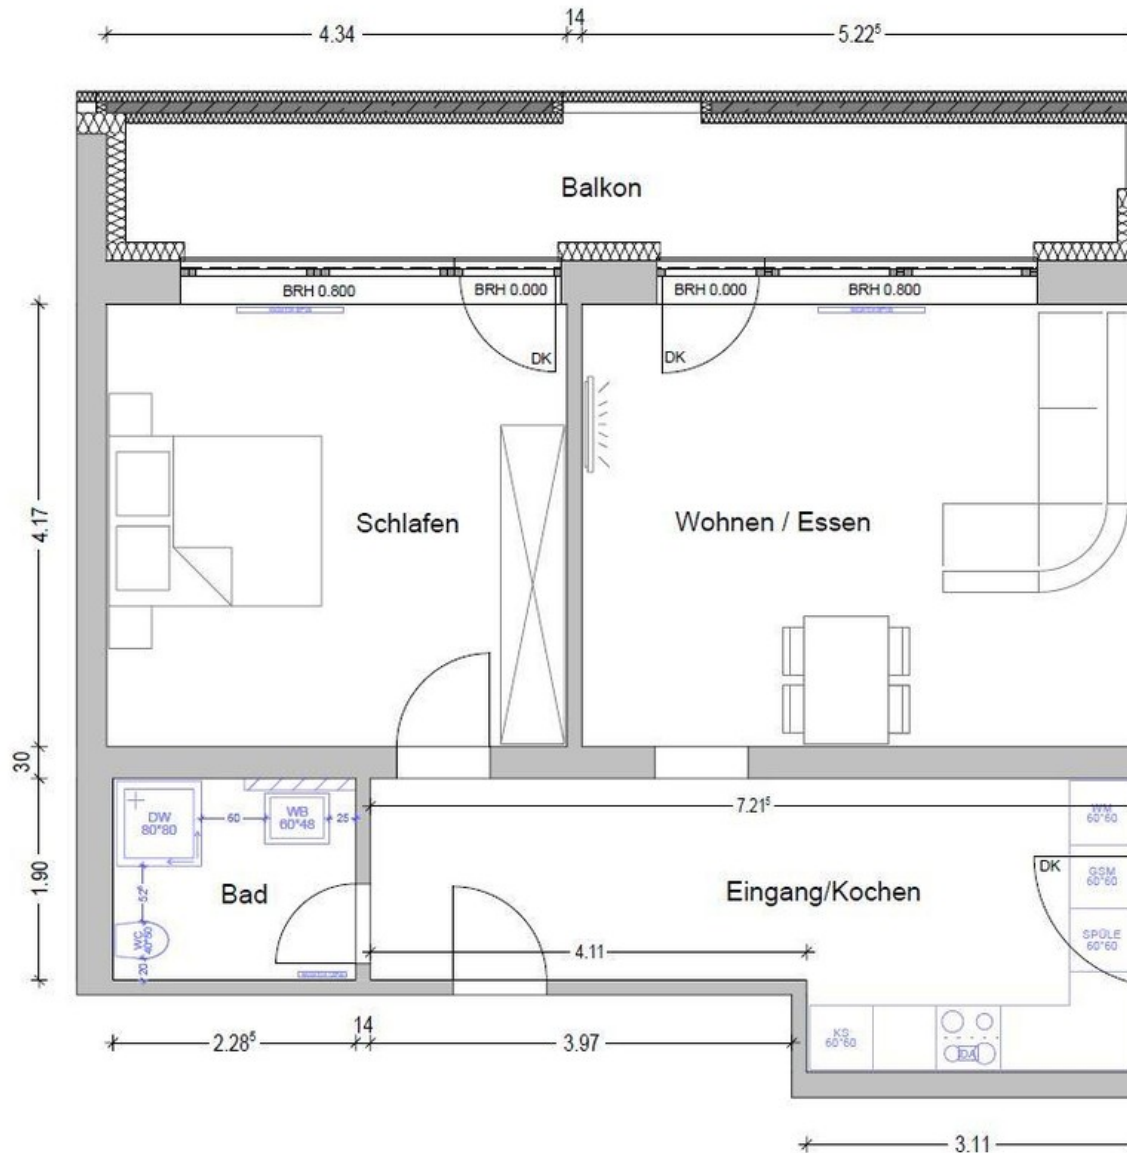 4.34
14
5.22⁵
Balkon
BRH 0.800
BRH 0.000
BRH 0.000
BRH 0.800
DK
DK
4.17
Schlafen
Wohnen / Essen
30
7.21⁵
DW
80*80
60
WB
60*48
25
WM
60*60
1.90
52⁵
Bad
Eingang/Kochen
DK
GSM
60*60
WC
20
SPÜLE
60*60
4.11
2.28⁵
14
3.97
KS
60*60
DA
3.11